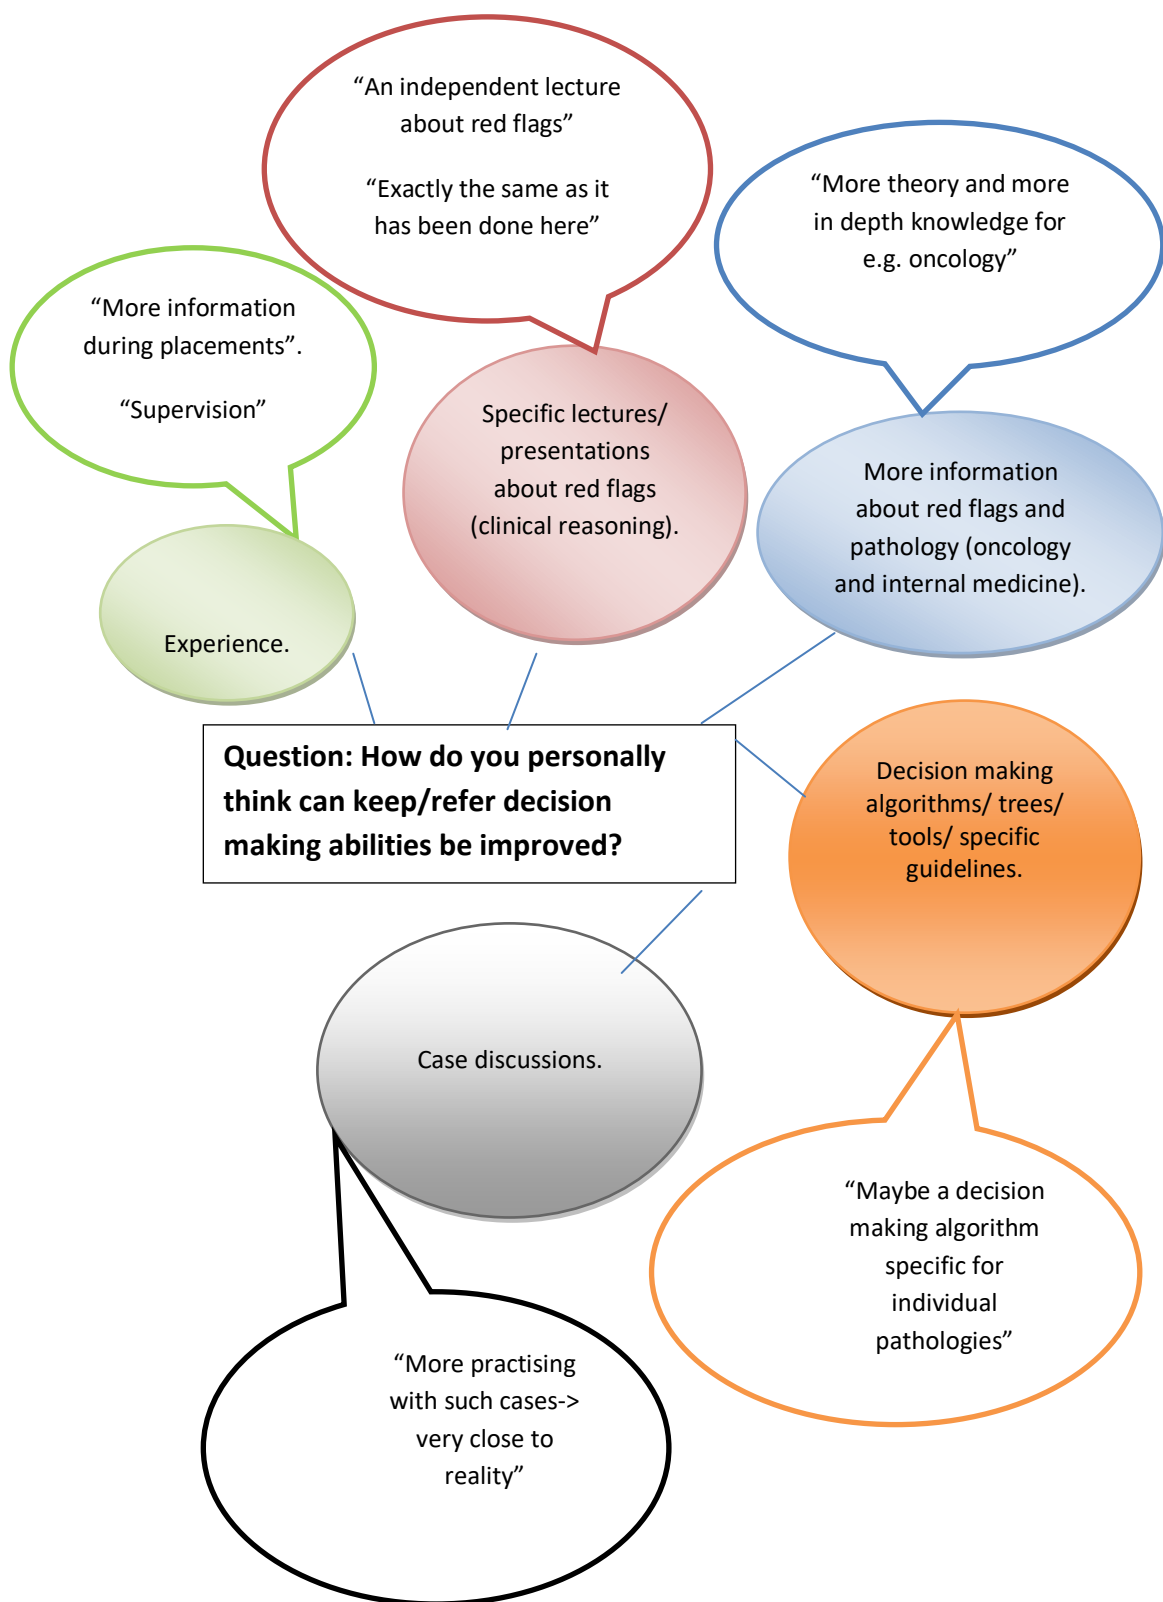 “An independent lecture
about red flags”
“Exactly the same as it
has been done here”
“More theory and more
in depth knowledge for
e.g. oncology”
“More information
during placements”.
“Supervision”
Specific lectures/
presentations
about red flags
(clinical reasoning).
More information
about red flags and
pathology (oncology
and internal medicine).
Experience.
Question: How do you personally
think can keep/refer decision
making abilities be improved?
Decision making
algorithms/ trees/
tools/ specific
guidelines.
Case discussions.
“Maybe a decision
making algorithm
specific for
individual
pathologies”
“More practising
with such cases->
very close to
reality”